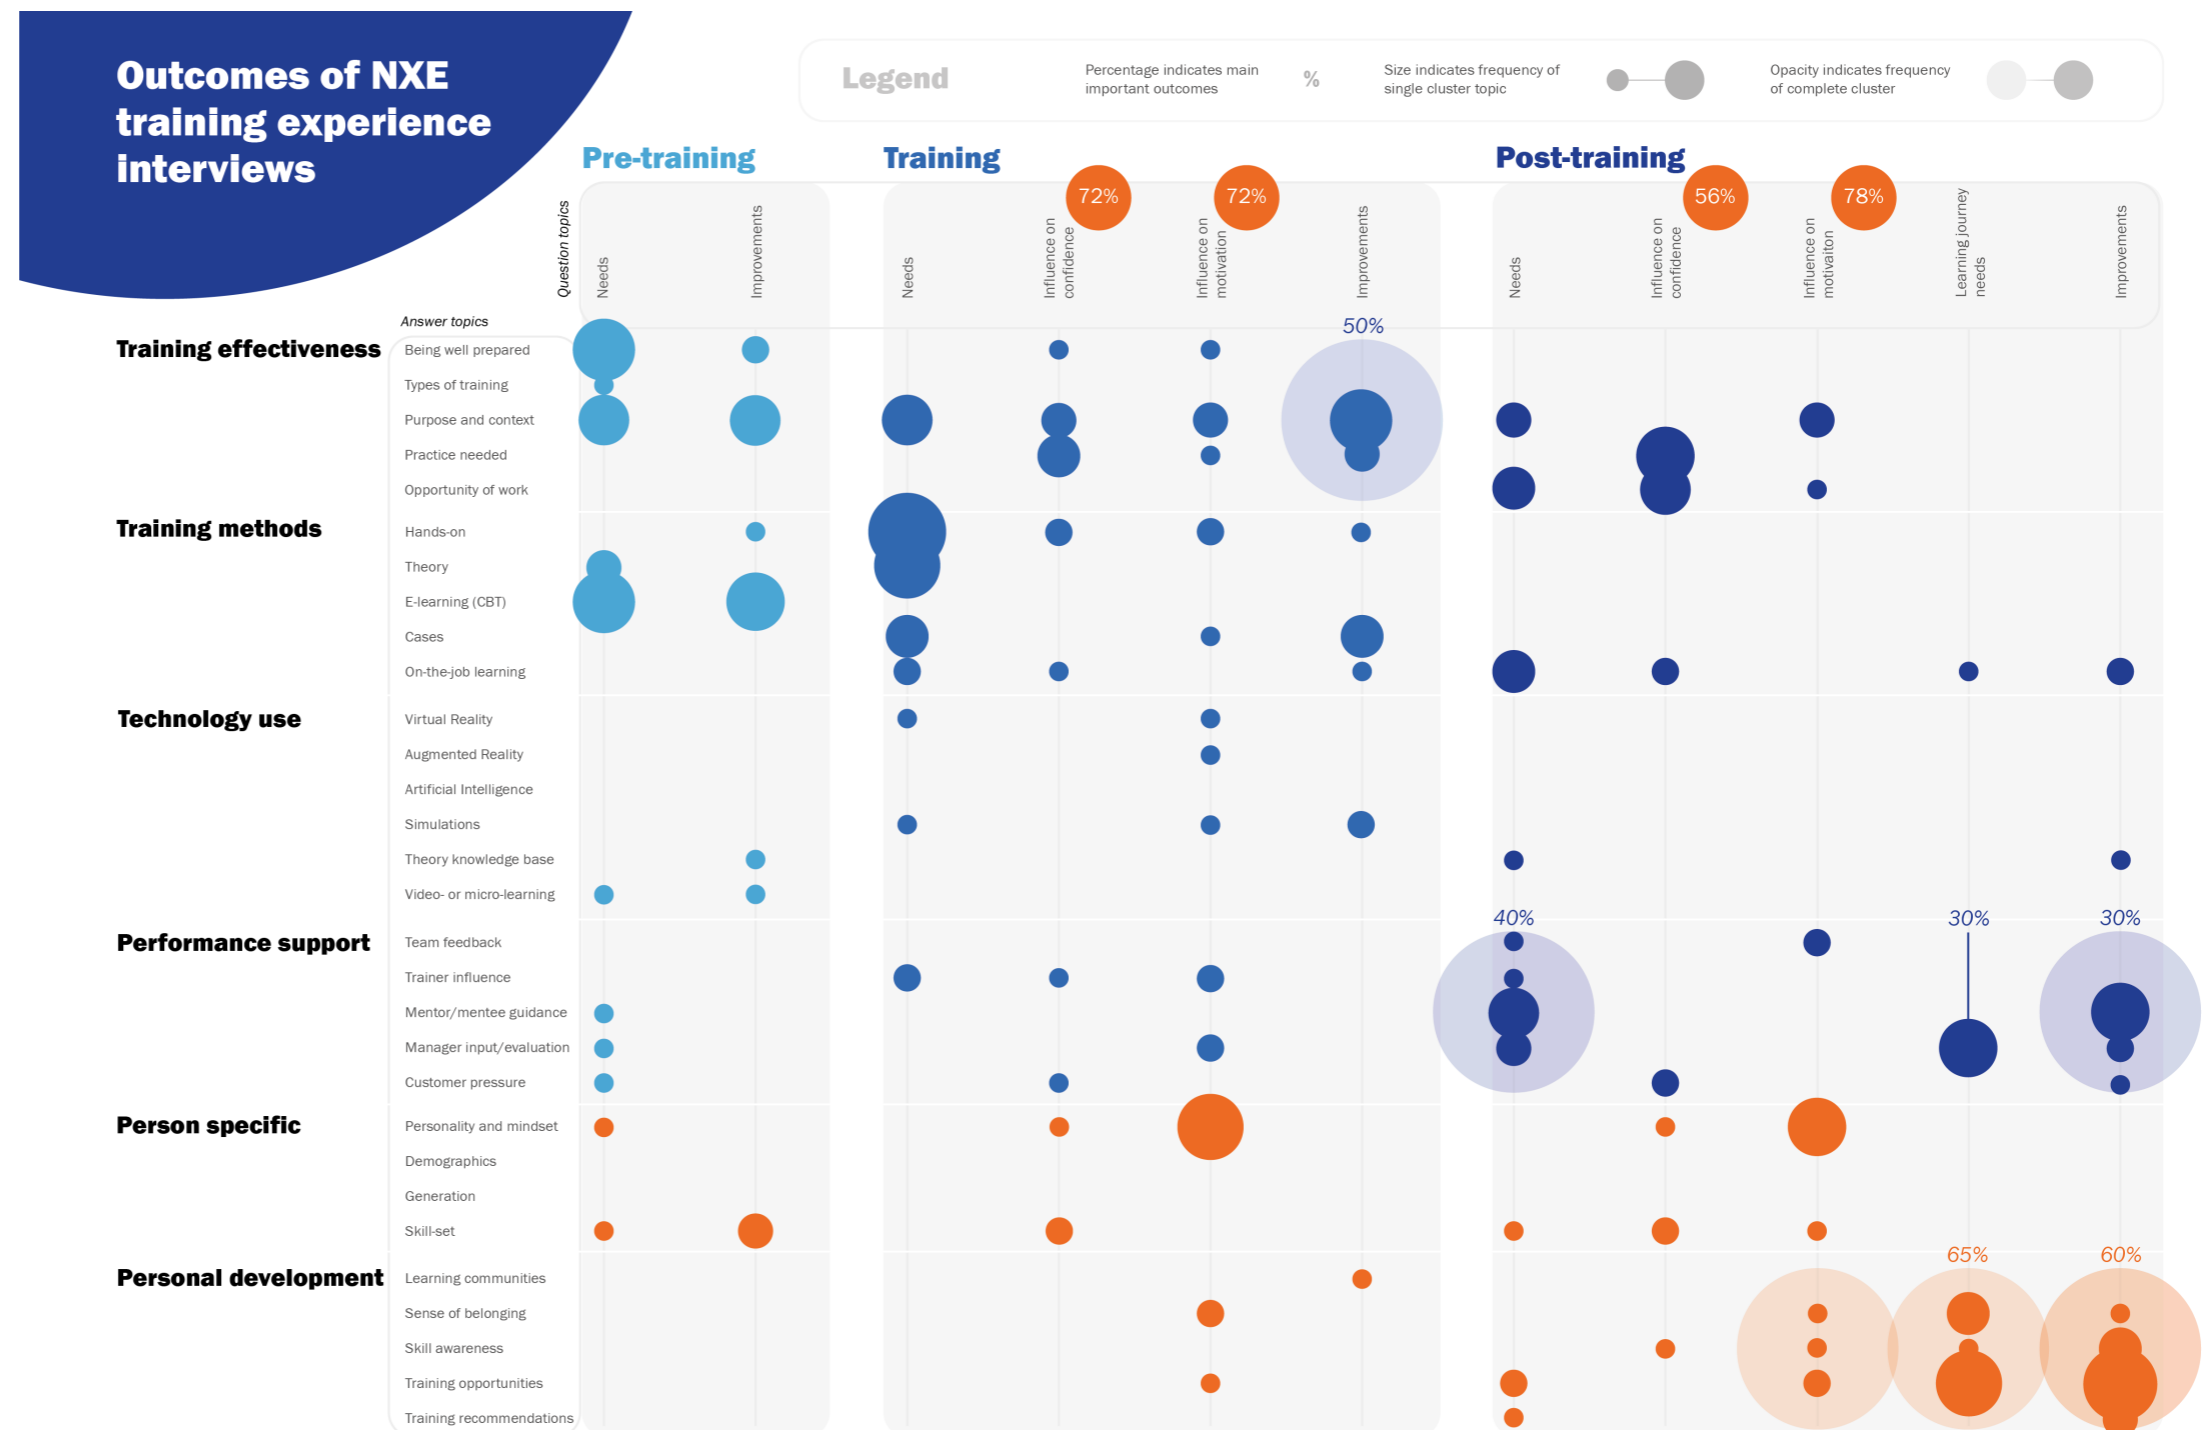 Outcomes of NXE
training experience
interviews
Legend
Percentage indicates main
important outcomes
%
Size indicates frequency of
single cluster topic
Opacity indicates frequency
of complete cluster
Pre-training
Training
Post-training
72%
72%
56%
78%
Question topics
Needs
Improvements
Needs
Influence on
confidence
Influence on
motivation
Improvements
Needs
Influence on
confidence
Influence on
motivaiton
Learning journey
needs
Improvements
Answer topics
50%
Training effectiveness
Being well prepared
Types of training
Purpose and context
Practice needed
Opportunity of work
Training methods
Hands-on
Theory
E-learning (CBT)
Cases
On-the-job learning
Technology use
Virtual Reality
Augmented Reality
Artificial Intelligence
Simulations
Theory knowledge base
Video- or micro-learning
40%
30%
30%
Performance support
Team feedback
Trainer influence
Mentor/mentee guidance
Manager input/evaluation
Customer pressure
Person specific
Personality and mindset
Demographics
Generation
Skill-set
65%
60%
Personal development
Learning communities
Sense of belonging
Skill awareness
Training opportunities
Training recommendations